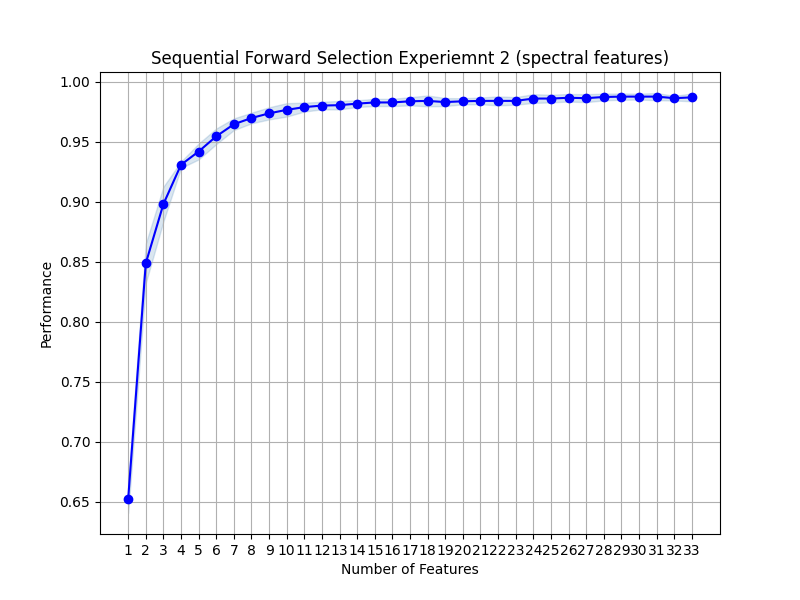 Sequential Forward Selection Experiemnt 2 (spectral features)
1.00
0.95
0.90
0.85
0.80
0.75
0.70
0.65
Performance
1 2 3 4 5 6 7 8 9 10 11 12 13 14 15 16 17 18 19 20 21 22 23 24 25 26 27 28 29 30 31 32 33
Number of Features